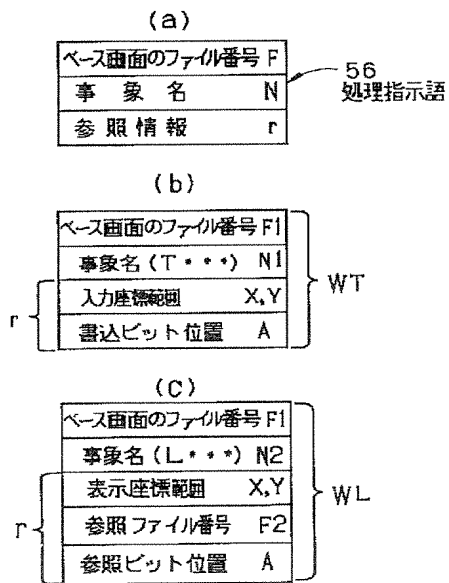 (a)
ベース画面のファイル番号 F
事象名 N
参照情報 r
56
処理指示語
(b)
ベース画面のファイル番号 F1
事象名(T・・・) N1
入力座標範囲 X,Y
書込ビット位置 A
r
WT
(c)
ベース画面のファイル番号 F1
事象名(L・・・) N2
表示座標範囲 X,Y
参照ファイル番号 F2
参照ビット位置 A
r
WL